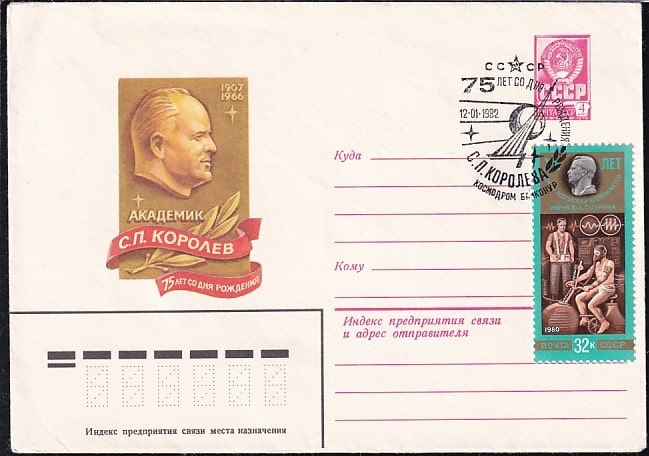 1907
1966
АКАДЕМИК
С.П. КОРОЛЕВ
75 ЛЕТ СО ДНЯ РОЖДЕНИЯ
СССР
75 ЛЕТ СО ДНЯ РОЖДЕНИЯ
12·01·1982
С.П. КОРОЛЕВА
КОСМОДРОМ БАЙКОНУР
СССР
4
Куда
Кому
Индекс предприятия связи
и адрес отправителя
ЛЕТ
1980
ПОЧТА 32к СССР
Индекс предприятия связи места назначения